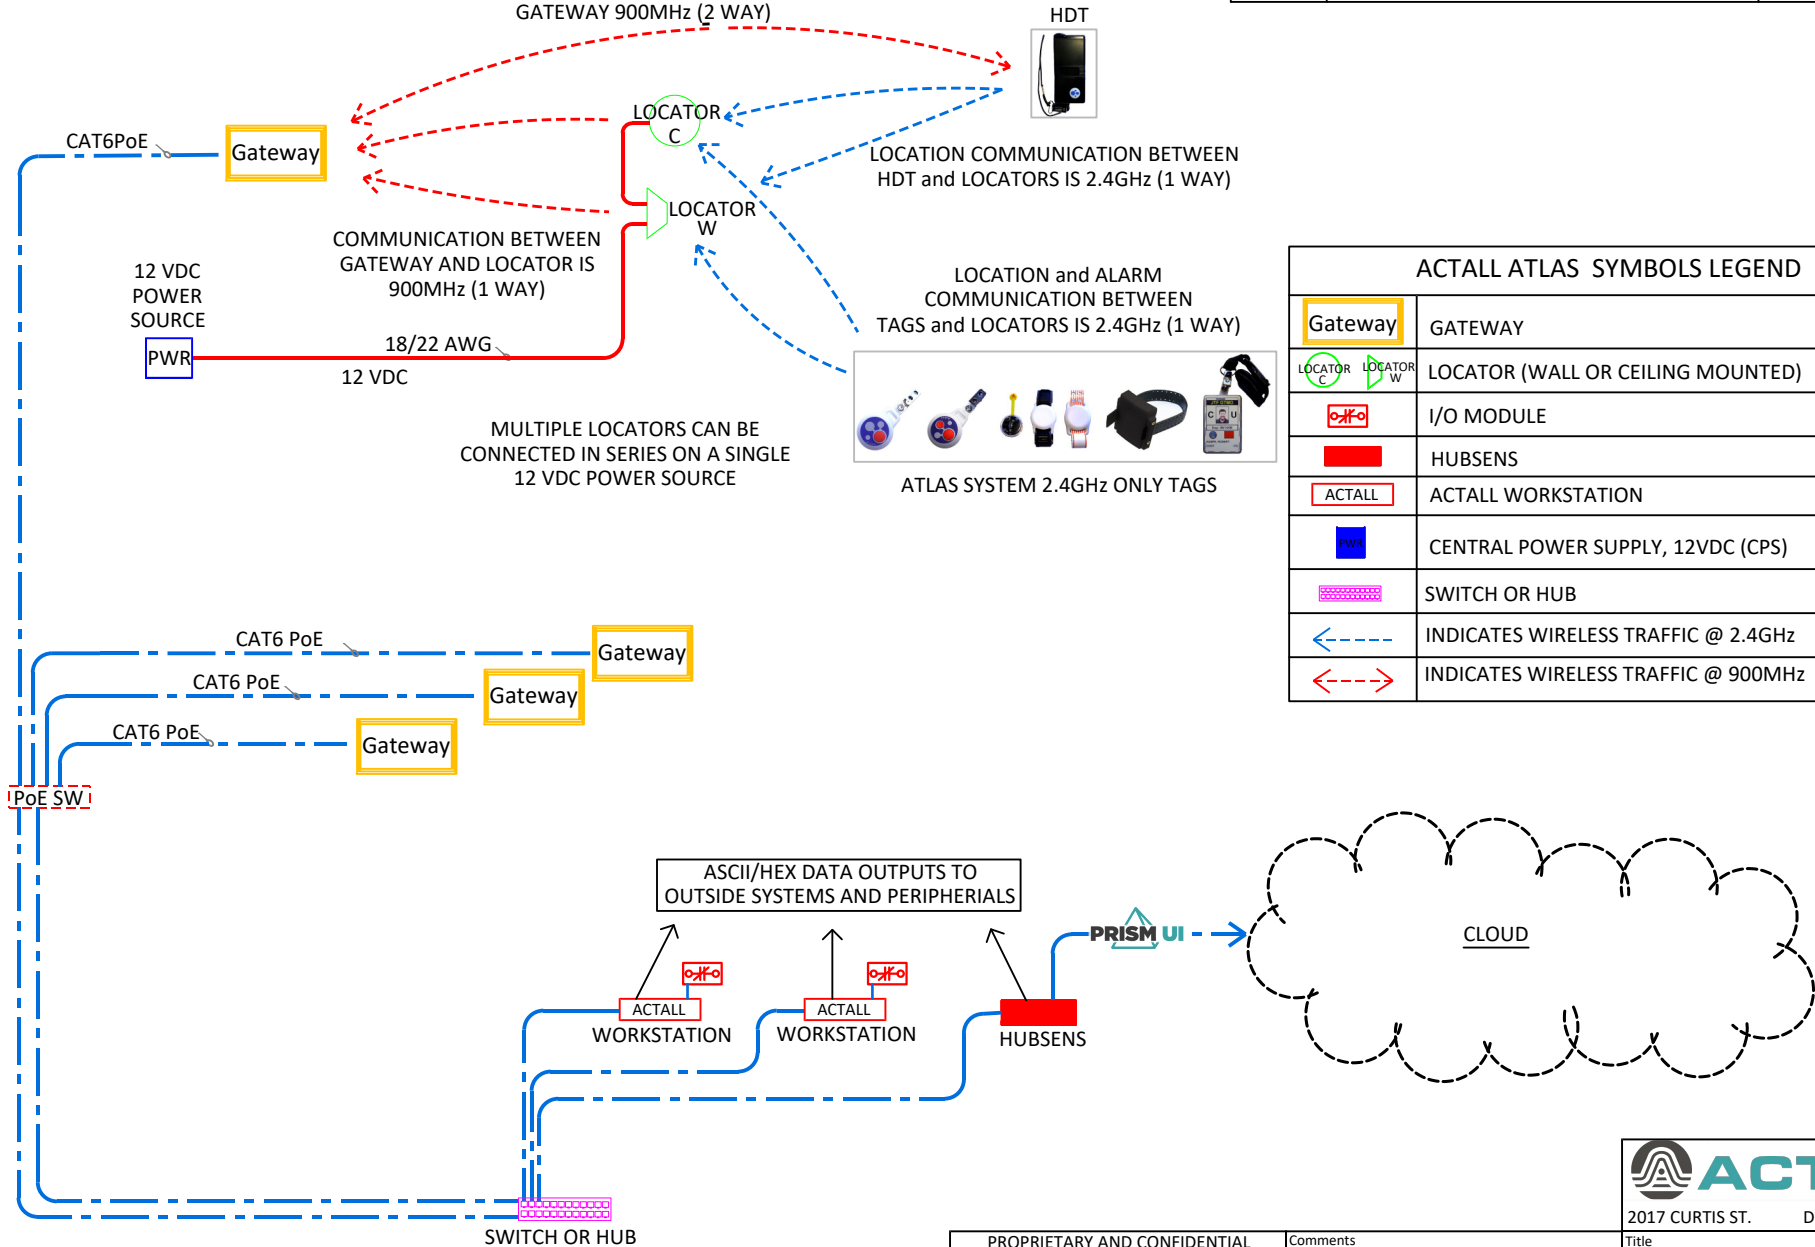 GATEWAY 900MHz (2 WAY)
HDT
LOCATOR
C
CAT6PoE
Gateway
LOCATION COMMUNICATION BETWEEN
HDT and LOCATORS IS 2.4GHz (1 WAY)
LOCATOR
W
COMMUNICATION BETWEEN
GATEWAY AND LOCATOR IS
900MHz (1 WAY)
12 VDC
POWER
SOURCE
PWR
18/22 AWG
12 VDC
LOCATION and ALARM
COMMUNICATION BETWEEN
TAGS and LOCATORS IS 2.4GHz (1 WAY)
MULTIPLE LOCATORS CAN BE
CONNECTED IN SERIES ON A SINGLE
12 VDC POWER SOURCE
ATLAS SYSTEM 2.4GHz ONLY TAGS
ACTALL ATLAS  SYMBOLS LEGEND
Gateway
GATEWAY
LOCATOR
C
LOCATOR
W
LOCATOR (WALL OR CEILING MOUNTED)
I/O MODULE
HUBSENS
ACTALL
ACTALL WORKSTATION
PWR
CENTRAL POWER SUPPLY, 12VDC (CPS)
SWITCH OR HUB
INDICATES WIRELESS TRAFFIC @ 2.4GHz
INDICATES WIRELESS TRAFFIC @ 900MHz
CAT6 PoE
Gateway
CAT6 PoE
Gateway
CAT6 PoE
Gateway
PoE SW
ASCII/HEX DATA OUTPUTS TO
OUTSIDE SYSTEMS AND PERIPHERIALS
PRISM UI
CLOUD
ACTALL
WORKSTATION
ACTALL
WORKSTATION
HUBSENS
SWITCH OR HUB
ACT
2017 CURTIS ST.
D
PROPRIETARY AND CONFIDENTIAL
Comments
Title